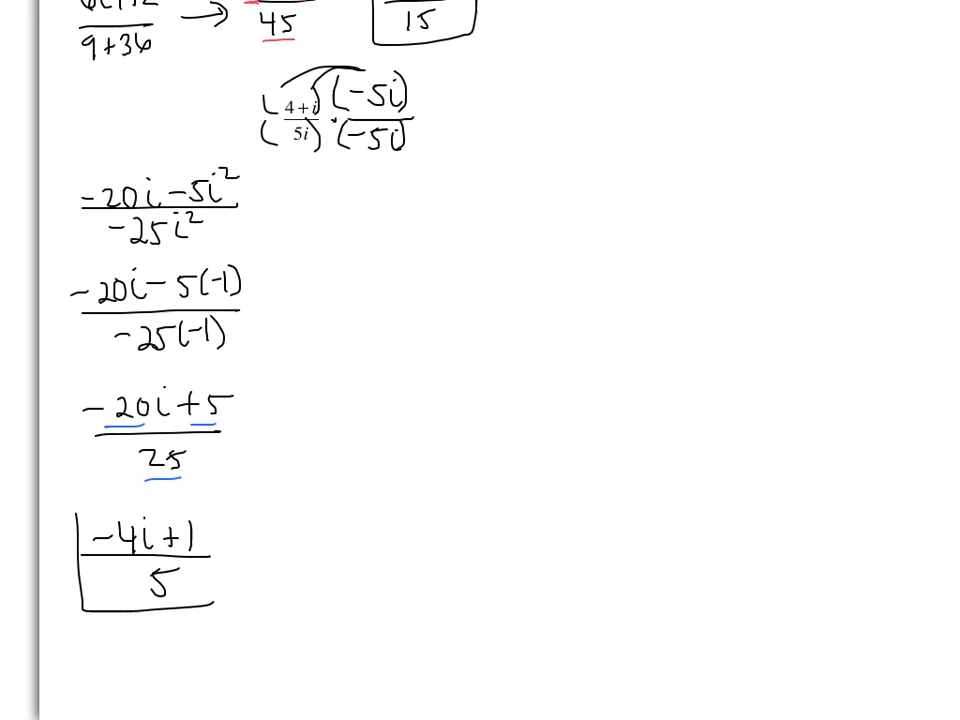 9+36 → 45 15
(4+i)(-5i)
(5i) · (-5i)
-20i -5i²
-25i²
-20i - 5(-1)
-25(-1)
-20i + 5
25
-4i + 1
5